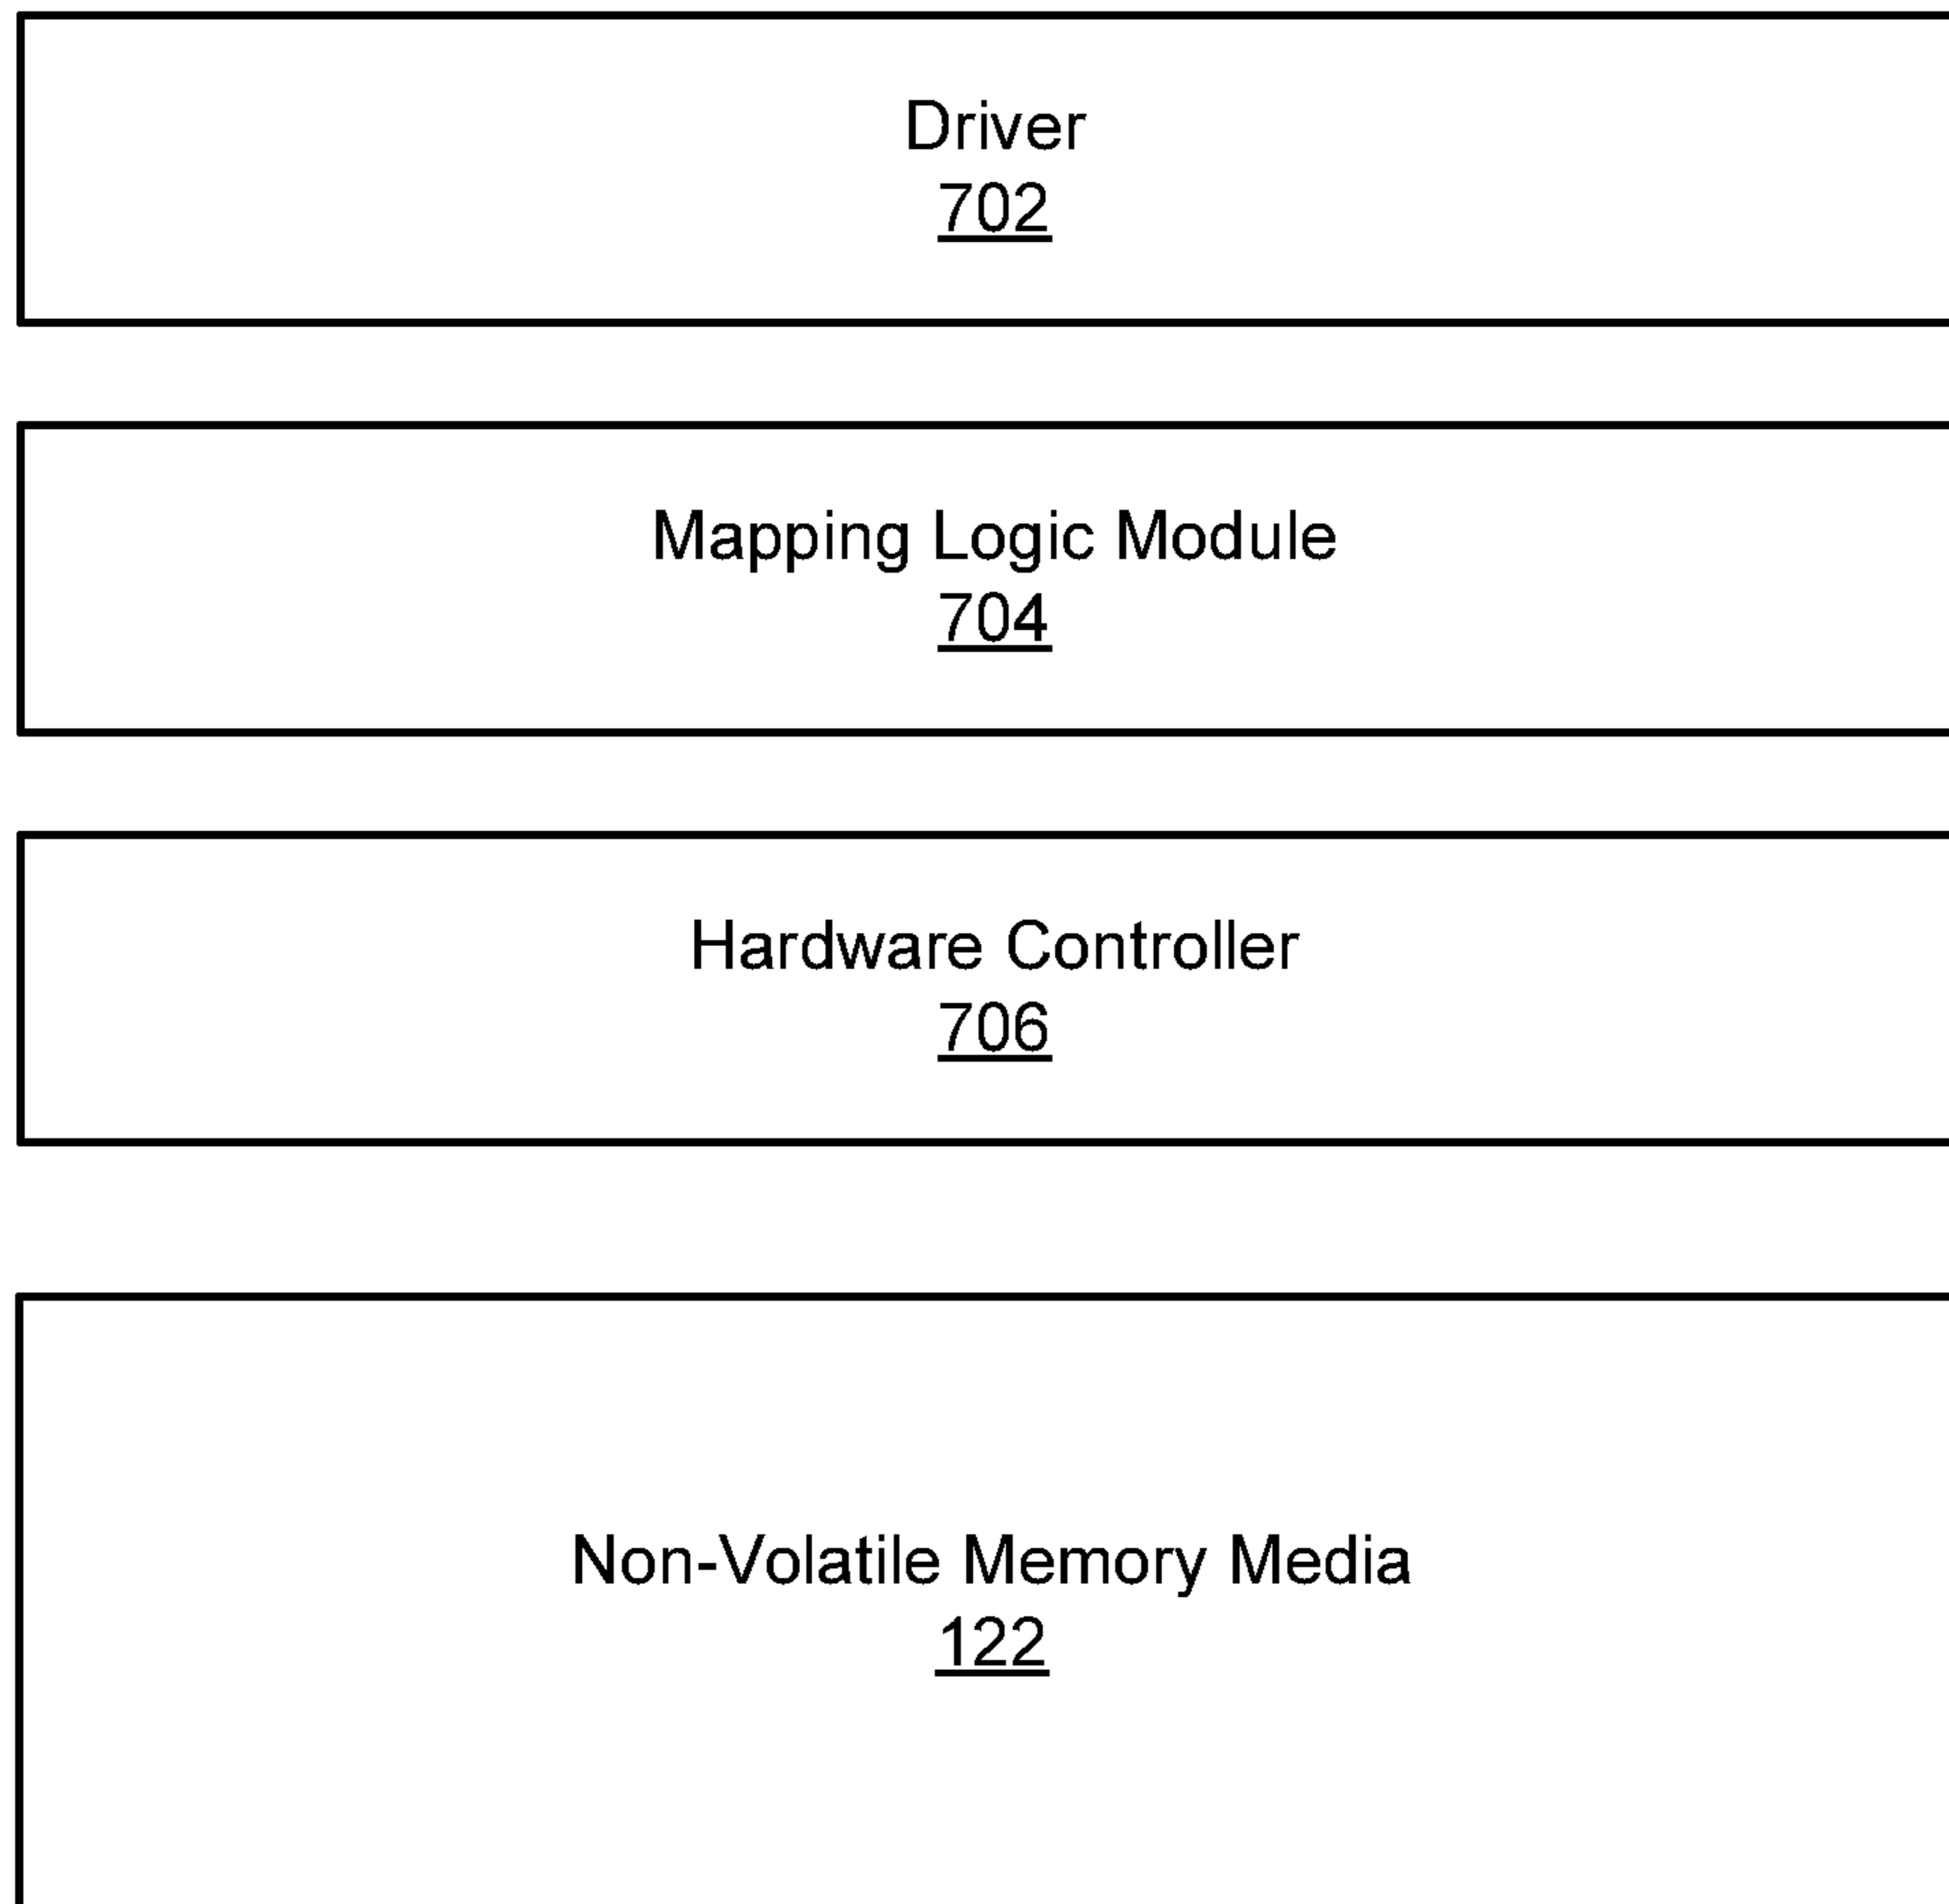 Driver
702
Mapping Logic Module
704
Hardware Controller
706
Non-Volatile Memory Media
122